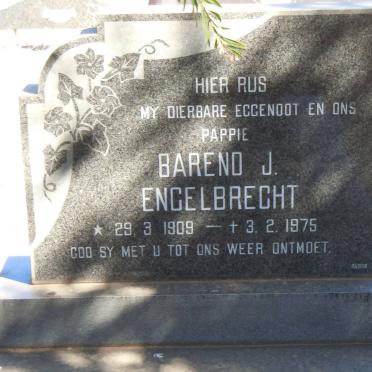 HIER RUS
MY DIERBARE EGGENOOT EN ONS
PAPPIE
BAREND J.
ENGELBRECHT
★ 29. 3 1909 — † 3. 2. 1975
GOD SY MET U TOT ONS WEER ONTMOET.